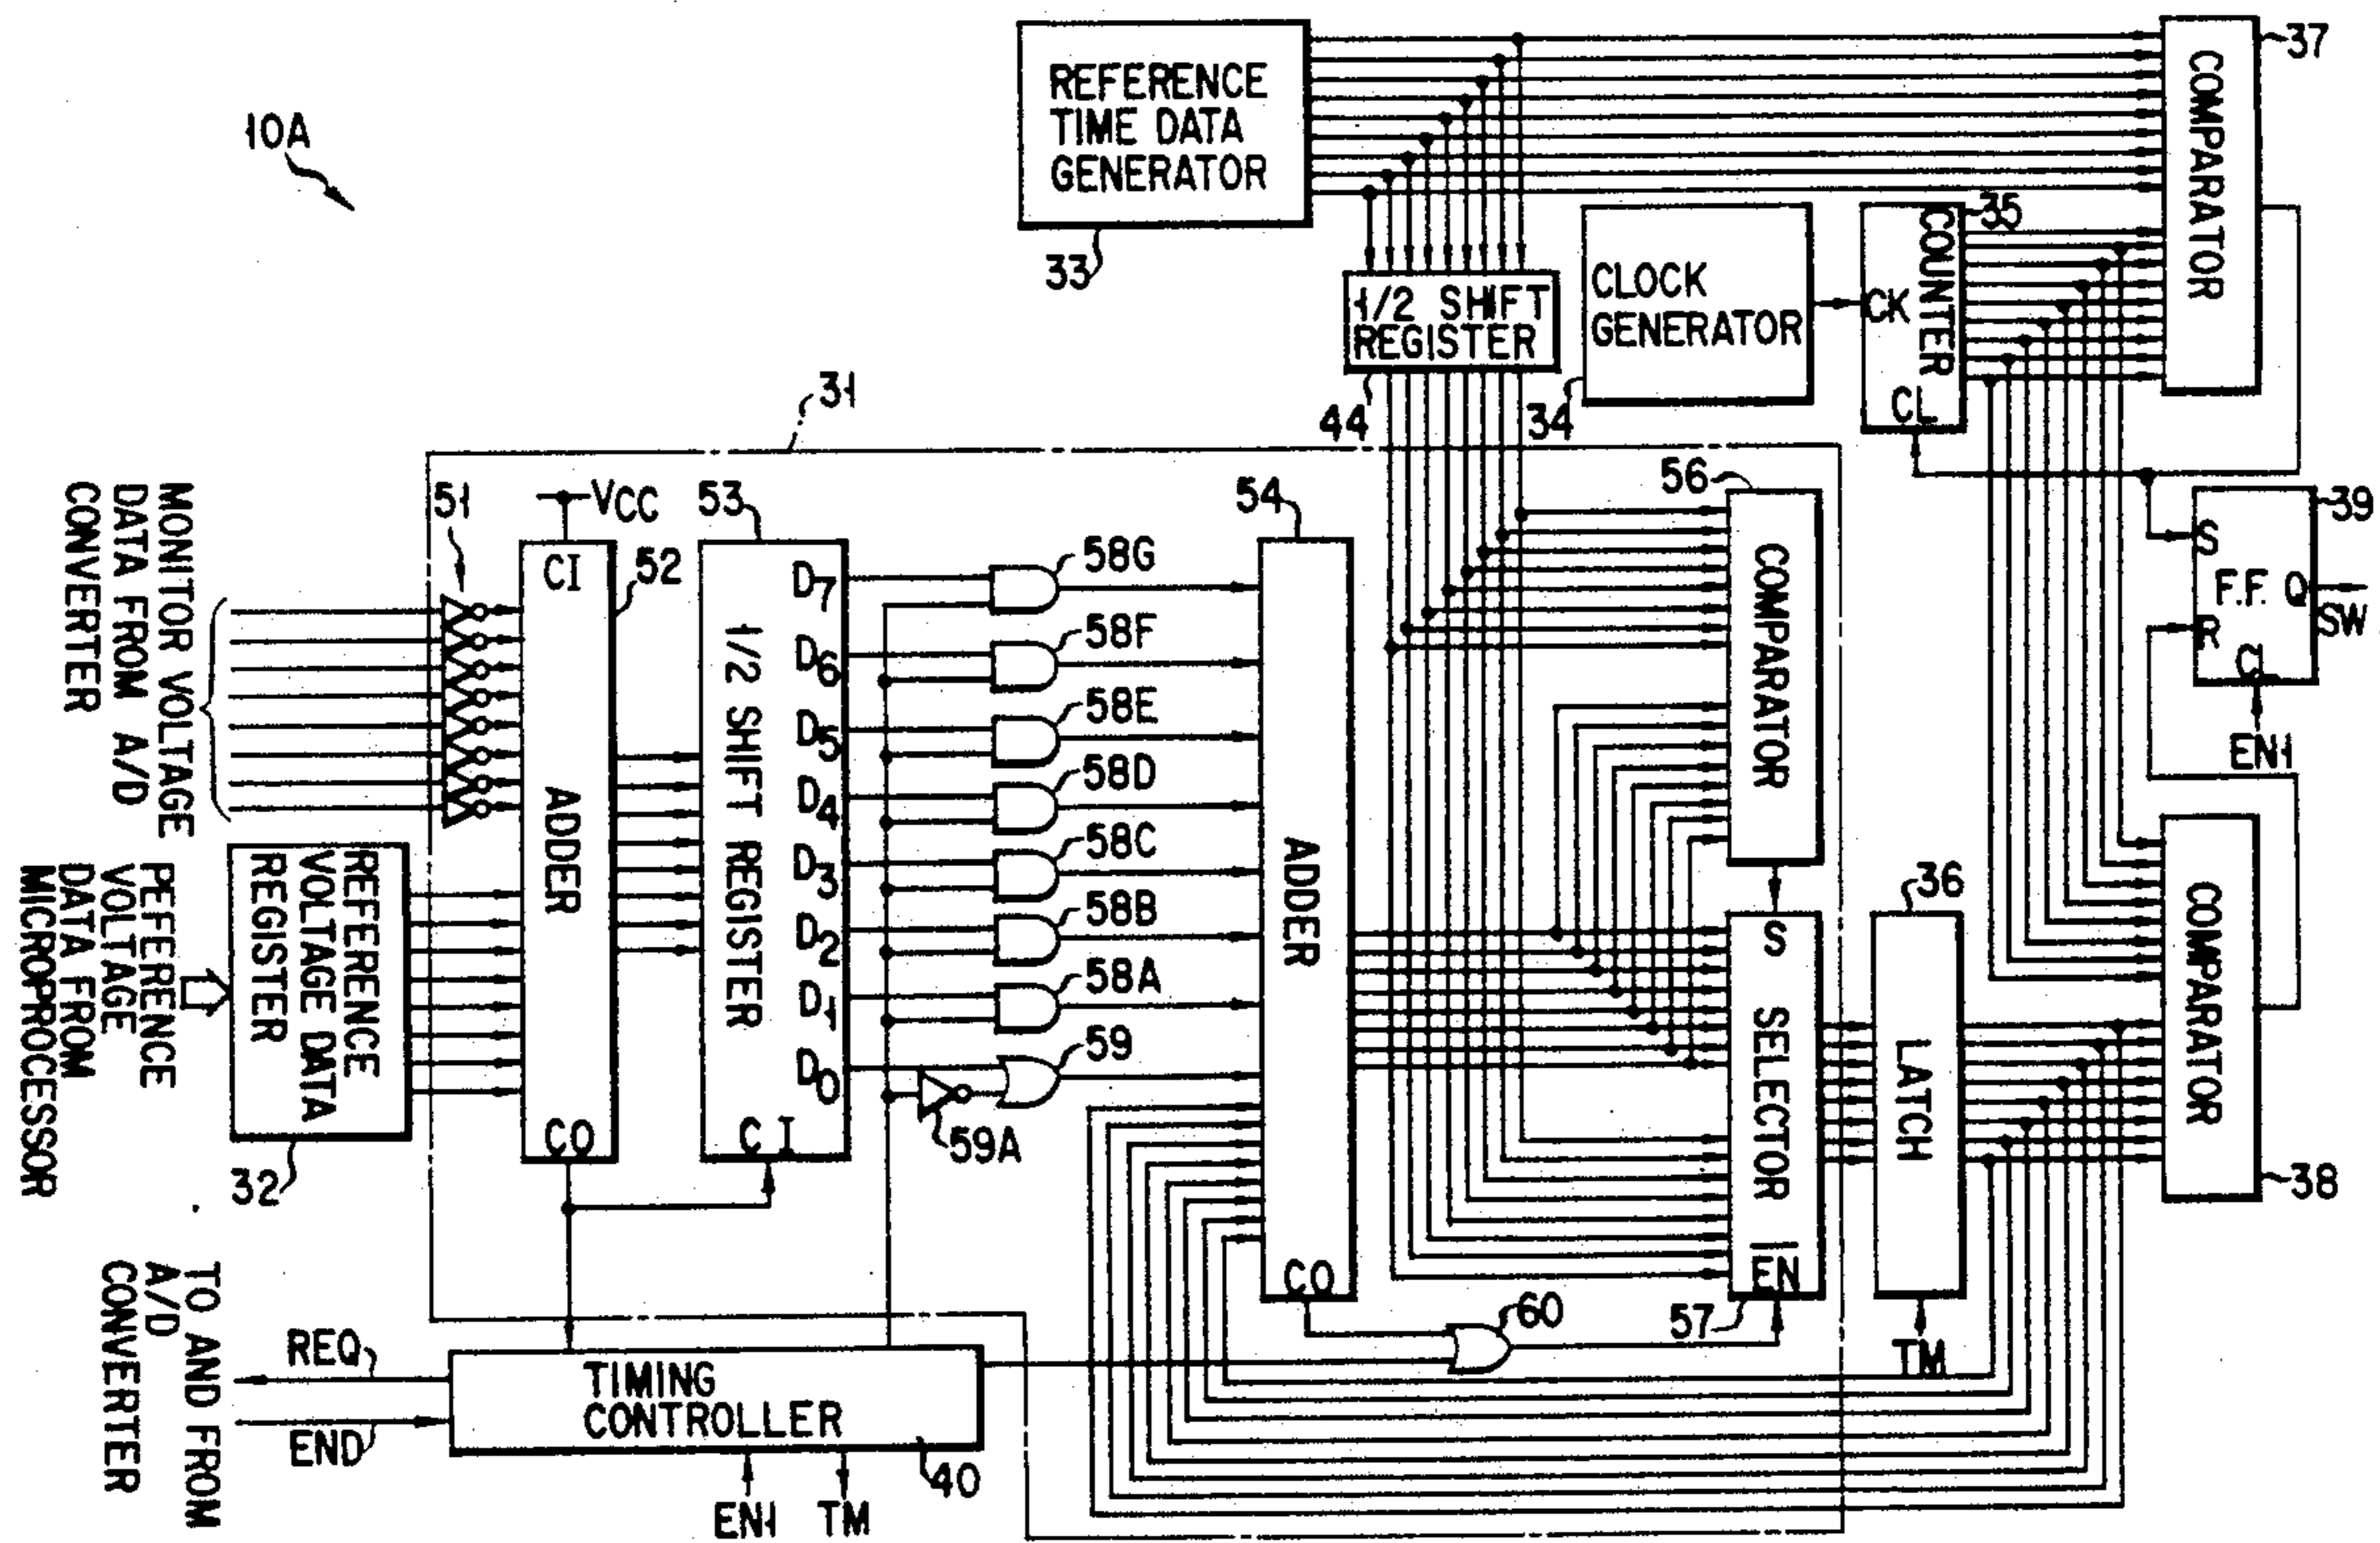 10A
REFERENCE
TIME DATA
GENERATOR
33
37
COMPARATOR
35
COUNTER
CK
CL
CLOCK
GENERATOR
34
1/2 SHIFT
REGISTER
44
31
39
S
F.F.
Q
R
CL
SW
EN1
MONITOR VOLTAGE
DATA FROM A/D
CONVERTER
51
VCC
CI
52
ADDER
CO
53
1/2 SHIFT REGISTER
D7
D6
D5
D4
D3
D2
D1
D0
CI
58G
58F
58E
58D
58C
58B
58A
59
59A
54
ADDER
CO
56
COMPARATOR
S
SELECTOR
EN
57
60
36
LATCH
TM
COMPARATOR
38
PEFERENCE
VOLTAGE
DATA FROM
MICROPROCESSOR
REFERENCE
VOLTAGE DATA
REGISTER
32
TO AND FROM
A/D
CONVERTER
REQ
END
TIMING
CONTROLLER
40
EN1
TM